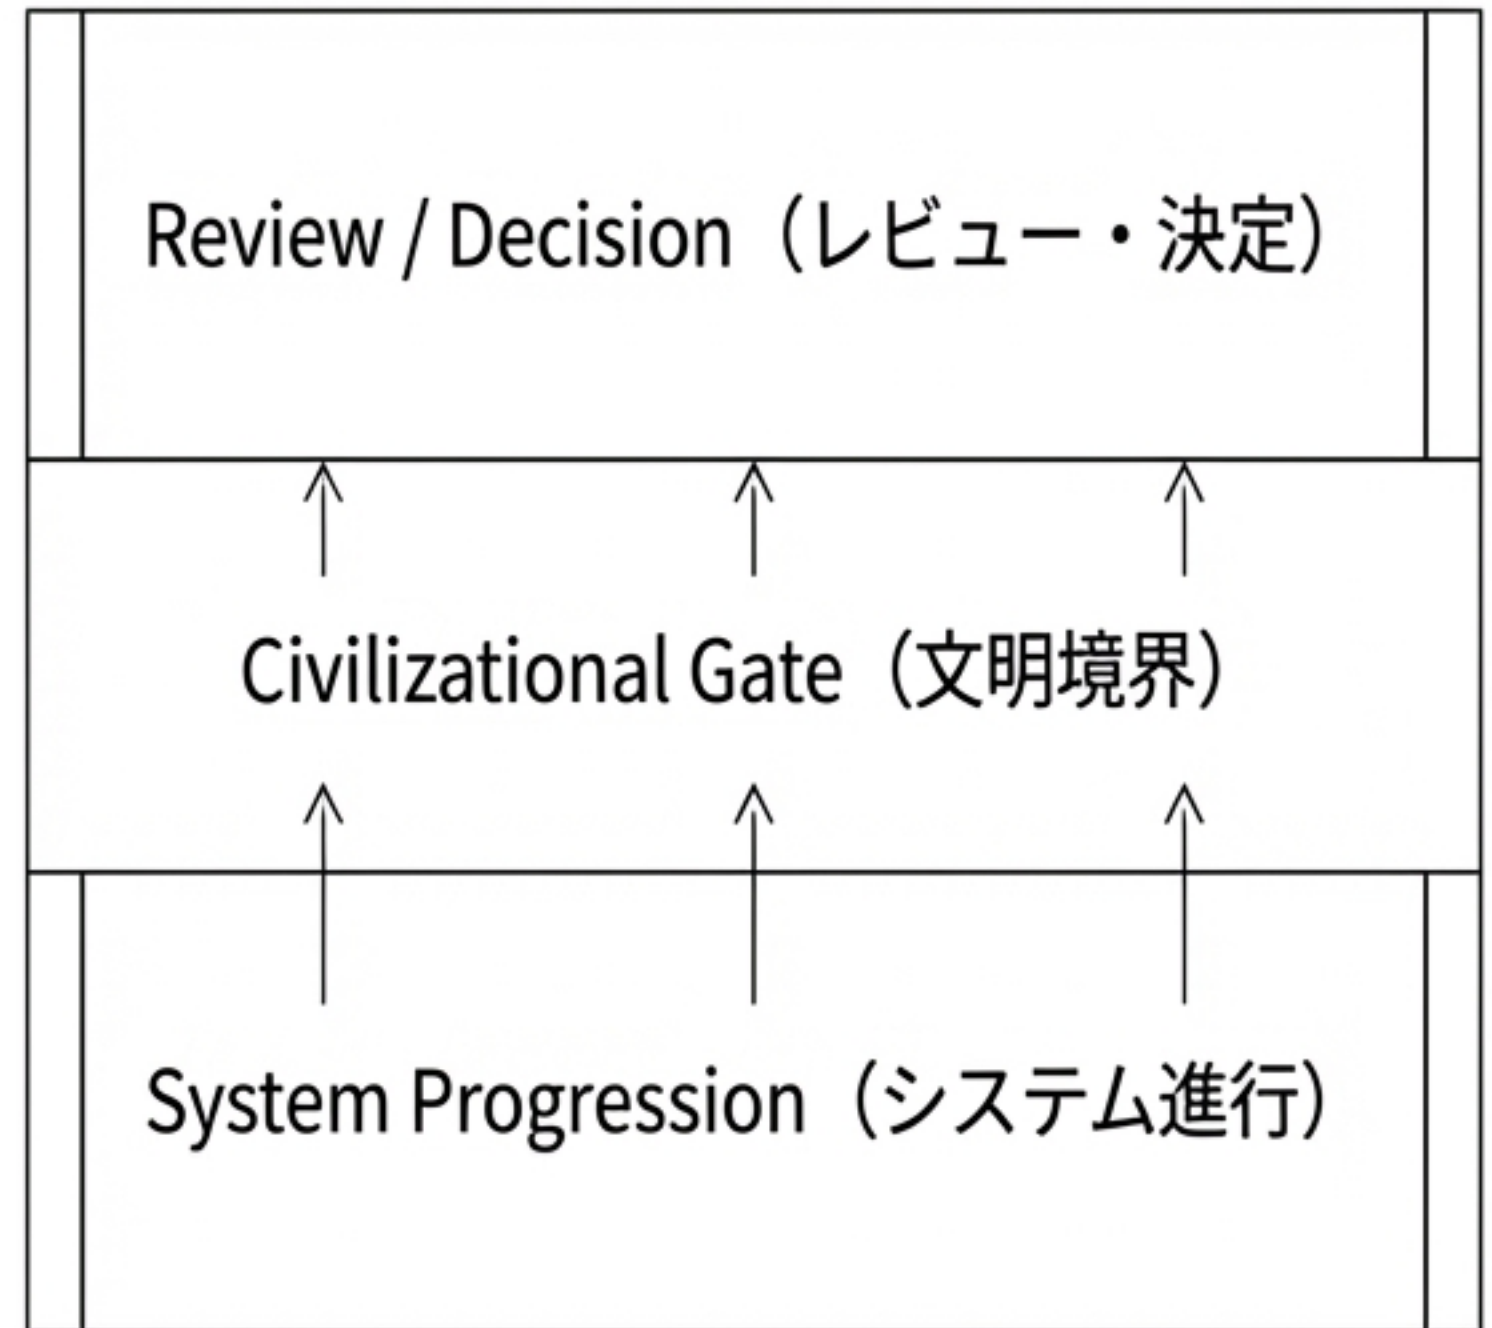 Review / Decision（レビュー・決定）
Civilizational Gate（文明境界）
System Progression（システム進行）